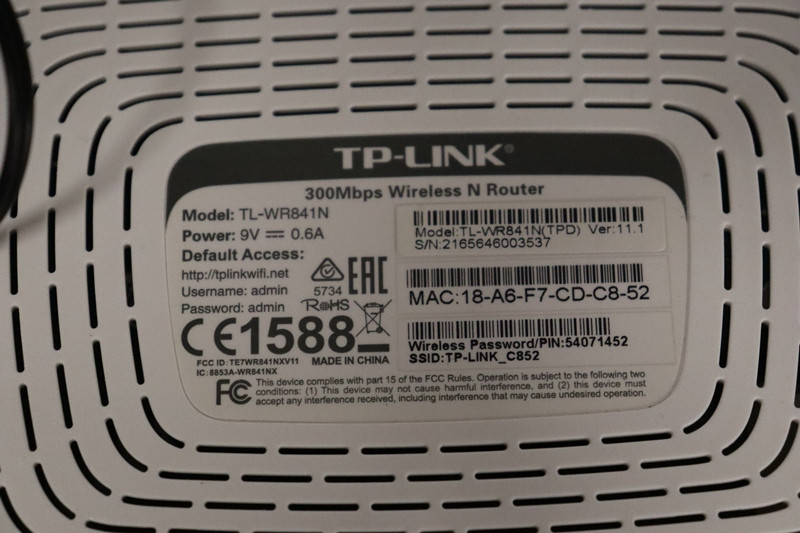 TP-LINK®
300Mbps Wireless N Router
Model: TL-WR841N
Power: 9V ⎓ 0.6A
Default Access:
http://tplinkwifi.net
Username: admin
Password: admin
5734
EAC
RoHS
CE1588
FCC ID: TE7WR841NXV11
IC: 8853A-WR841NX
MADE IN CHINA
Model:TL-WR841N(TPD) Ver:11.1
S/N:2165646003537
MAC:18-A6-F7-CD-C8-52
Wireless Password/PIN:54071452
SSID:TP-LINK_C852
FC This device complies with part 15 of the FCC Rules. Operation is subject to the following two
conditions: (1) This device may not cause harmful interference, and (2) this device must
accept any interference received, including interference that may cause undesired operation.